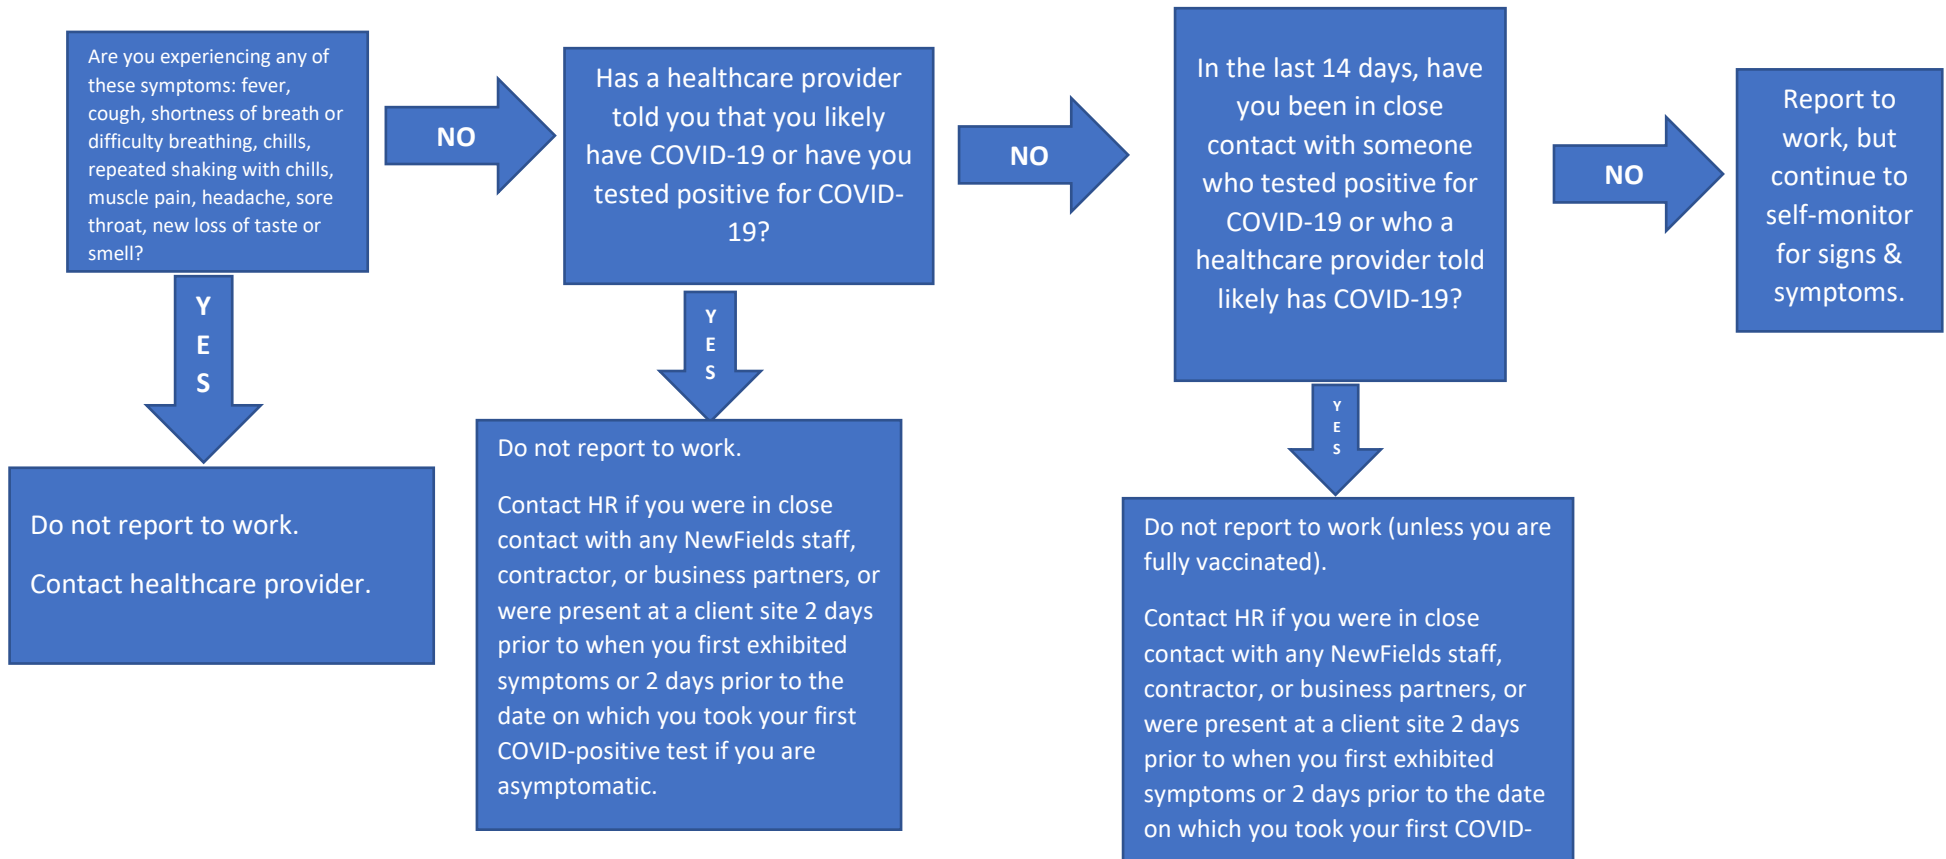 Are you experiencing any of
these symptoms: fever,
cough, shortness of breath or
difficulty breathing, chills,
repeated shaking with chills,
muscle pain, headache, sore
throat, new loss of taste or
smell?
NO
Has a healthcare provider
told you that you likely
have COVID-19 or have you
tested positive for COVID-
19?
NO
In the last 14 days, have
you been in close
contact with someone
who tested positive for
COVID-19 or who a
healthcare provider told
likely has COVID-19?
NO
Report to
work, but
continue to
self-monitor
for signs &
symptoms.
Y
E
S
Do not report to work.
Contact healthcare provider.
Y
E
S
Do not report to work.
Contact HR if you were in close
contact with any NewFields staff,
contractor, or business partners, or
were present at a client site 2 days
prior to when you first exhibited
symptoms or 2 days prior to the
date on which you took your first
COVID-positive test if you are
asymptomatic.
Y
E
S
Do not report to work (unless you are
fully vaccinated).
Contact HR if you were in close
contact with any NewFields staff,
contractor, or business partners, or
were present at a client site 2 days
prior to when you first exhibited
symptoms or 2 days prior to the date
on which you took your first COVID-